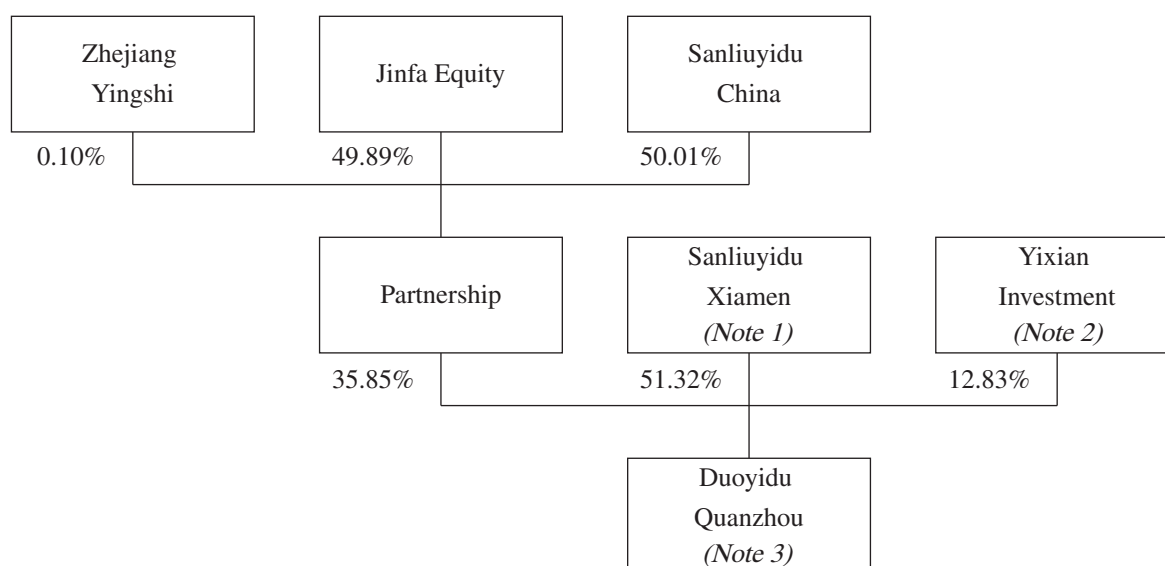 Zhejiang
Yingshi
Jinfa Equity
Sanliuyidu
China
0.10%
49.89%
50.01%
Partnership
Sanliuyidu
Xiamen
(Note 1)
Yixian
Investment
(Note 2)
35.85%
51.32%
12.83%
Duoyidu
Quanzhou
(Note 3)